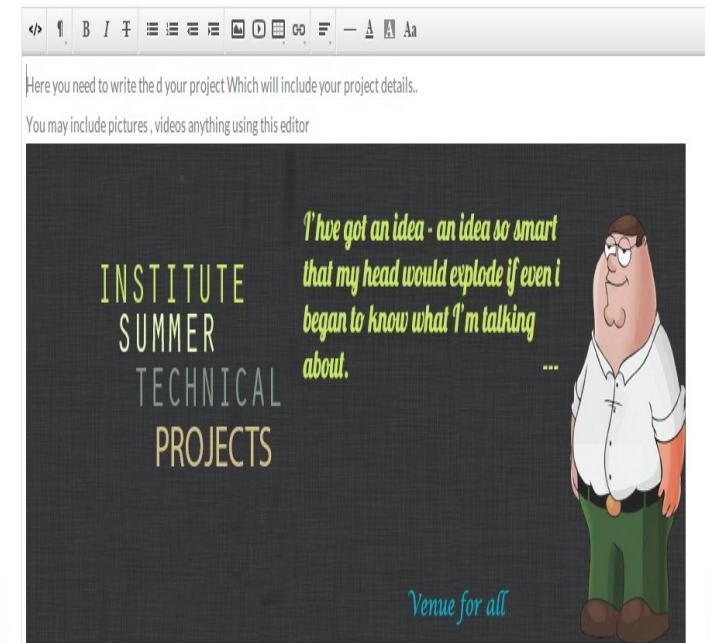 Here you need to write the d your project Which will include your project details..
You may include pictures , videos anything using this editor
INSTITUTE
SUMMER
TECHNICAL
PROJECTS
I'hve got an idea - an idea so smart
that my head would explode if even i
began to know what I'm talking
about. ---
Venue for all